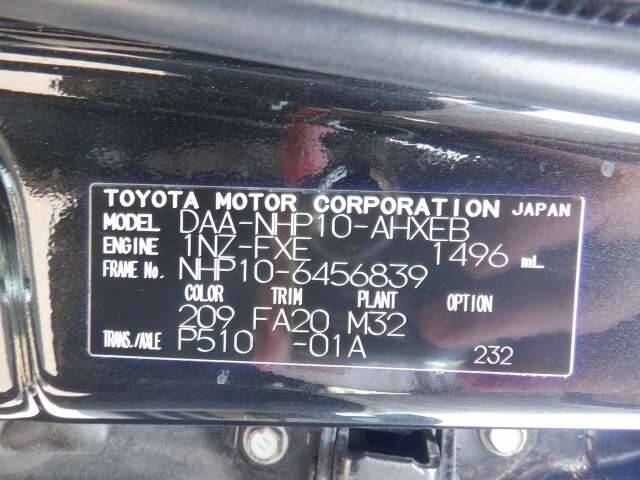 TOYOTA MOTOR CORPORATION JAPAN
MODEL DAA-NHP10-AHXEB
ENGINE 1NZ-FXE 1496 mL
FRAME No. NHP10-6456839
COLOR TRIM PLANT OPTION
209 FA20 M32
TRANS./AXLE P510 -01A 232